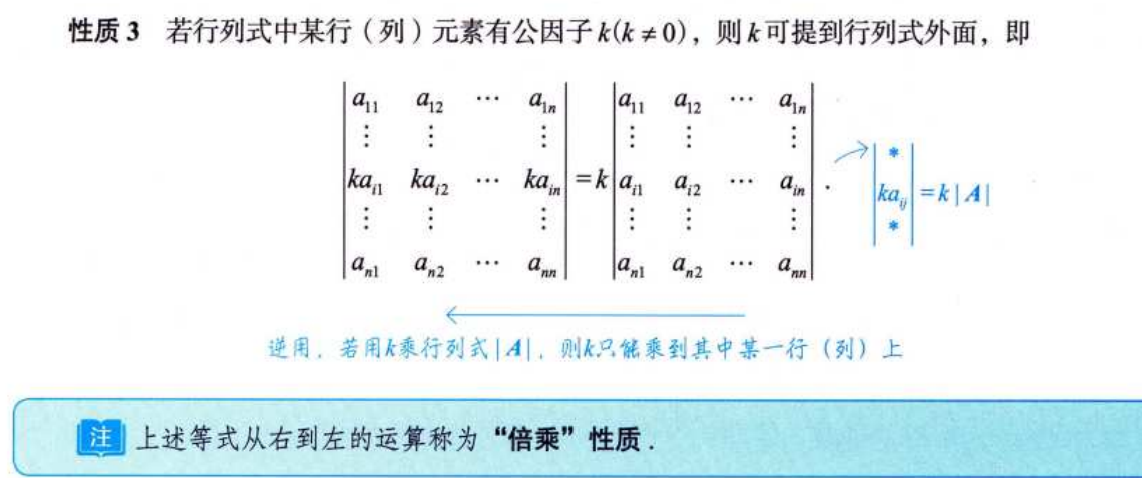 性质 3 若行列式中某行（列）元素有公因子 k(k ≠ 0)，则 k 可提到行列式外面，即
| a₁₁ a₁₂ ⋯ a₁ₙ | | a₁₁ a₁₂ ⋯ a₁ₙ |
| ⋮ ⋮ ⋮ | | ⋮ ⋮ ⋮ | | * |
| kaᵢ₁ kaᵢ₂ ⋯ kaᵢₙ | = k | aᵢ₁ aᵢ₂ ⋯ aᵢₙ | . | kaᵢⱼ | = k | A |
| ⋮ ⋮ ⋮ | | ⋮ ⋮ ⋮ | | * |
| aₙ₁ aₙ₂ ⋯ aₙₙ | | aₙ₁ aₙ₂ ⋯ aₙₙ |
逆用，若用k乘行列式|A|，则k只能乘到其中某一行（列）上
注 上述等式从右到左的运算称为“倍乘”性质．